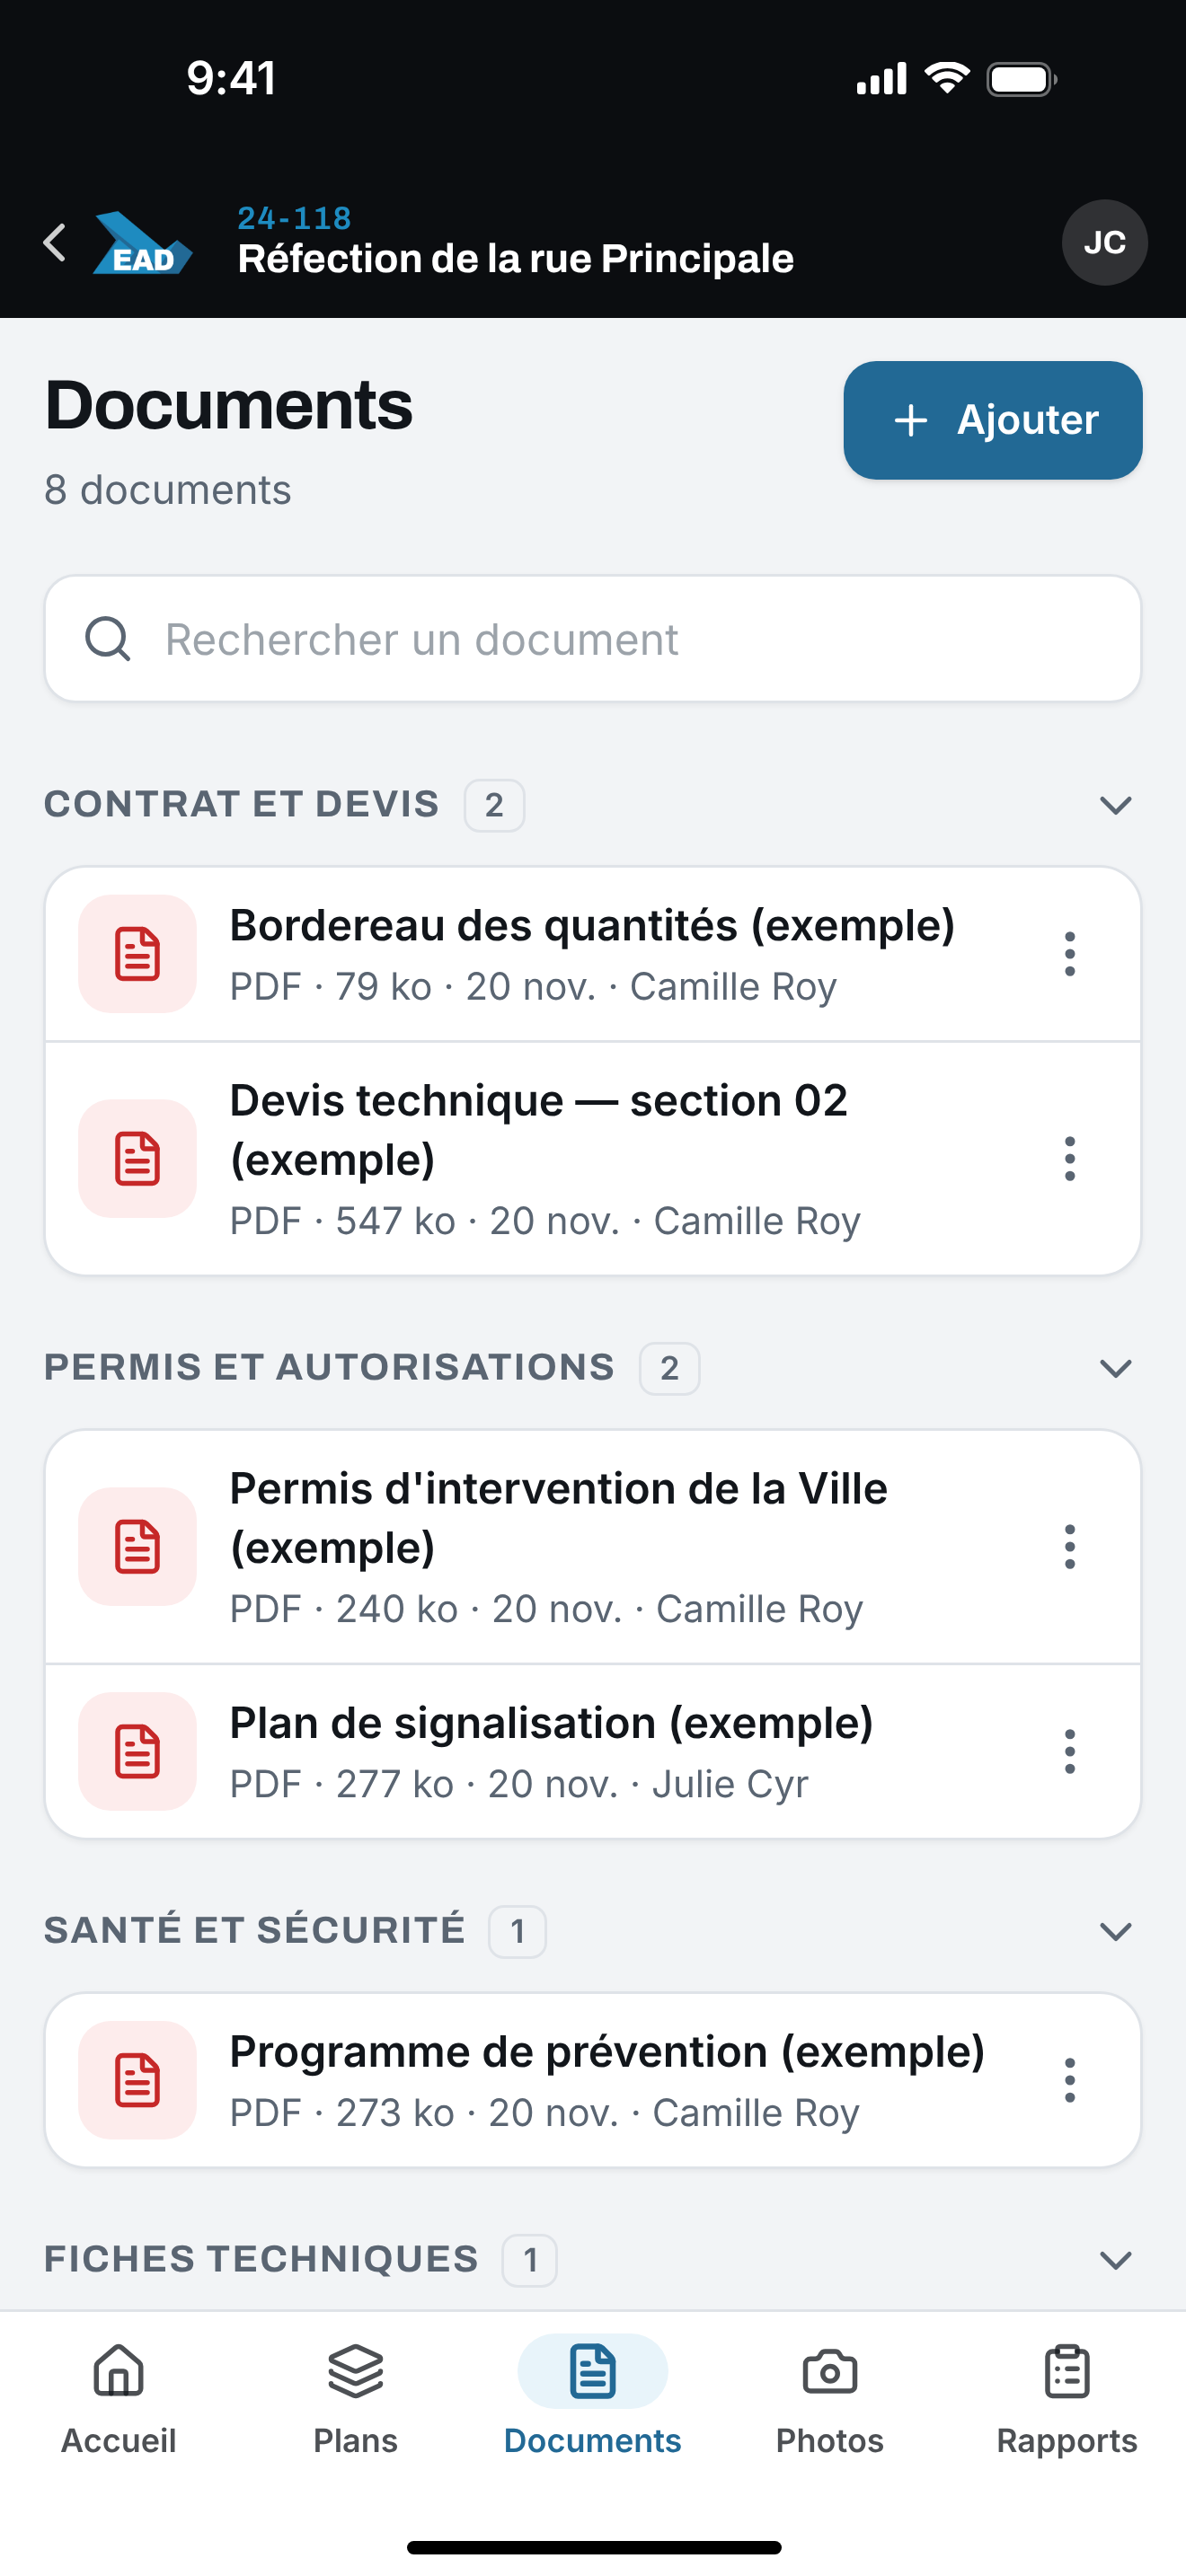 9:41
EAD
24-118
Réfection de la rue Principale
JC
Documents
8 documents
+ Ajouter
Rechercher un document
CONTRAT ET DEVIS 2
Bordereau des quantités (exemple)
PDF · 79 ko · 20 nov. · Camille Roy
Devis technique — section 02
(exemple)
PDF · 547 ko · 20 nov. · Camille Roy
PERMIS ET AUTORISATIONS 2
Permis d'intervention de la Ville
(exemple)
PDF · 240 ko · 20 nov. · Camille Roy
Plan de signalisation (exemple)
PDF · 277 ko · 20 nov. · Julie Cyr
SANTÉ ET SÉCURITÉ 1
Programme de prévention (exemple)
PDF · 273 ko · 20 nov. · Camille Roy
FICHES TECHNIQUES 1
Accueil Plans Documents Photos Rapports